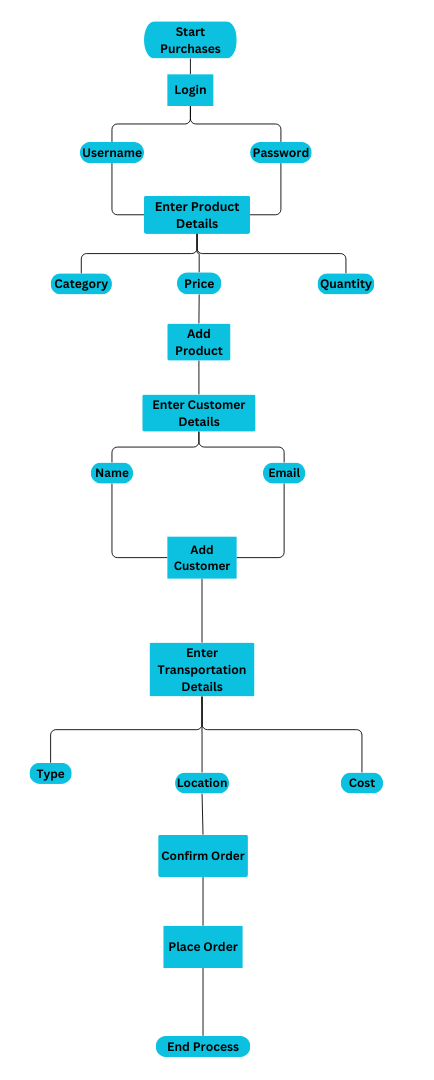 Start
Purchases
Login
Username
Password
Enter Product
Details
Category
Price
Quantity
Add
Product
Enter Customer
Details
Name
Email
Add
Customer
Enter
Transportation
Details
Type
Location
Cost
Confirm Order
Place Order
End Process